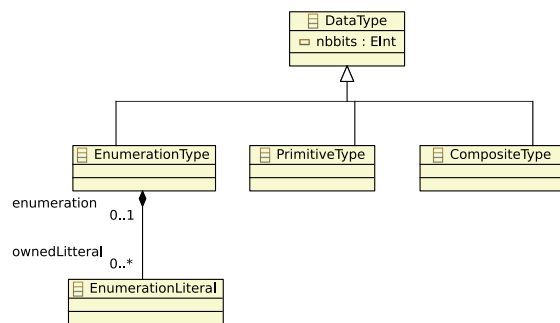 DataType
nbbits : EInt
EnumerationType
PrimitiveType
CompositeType
enumeration
0..1
ownedLitteral
0..*
EnumerationLiteral